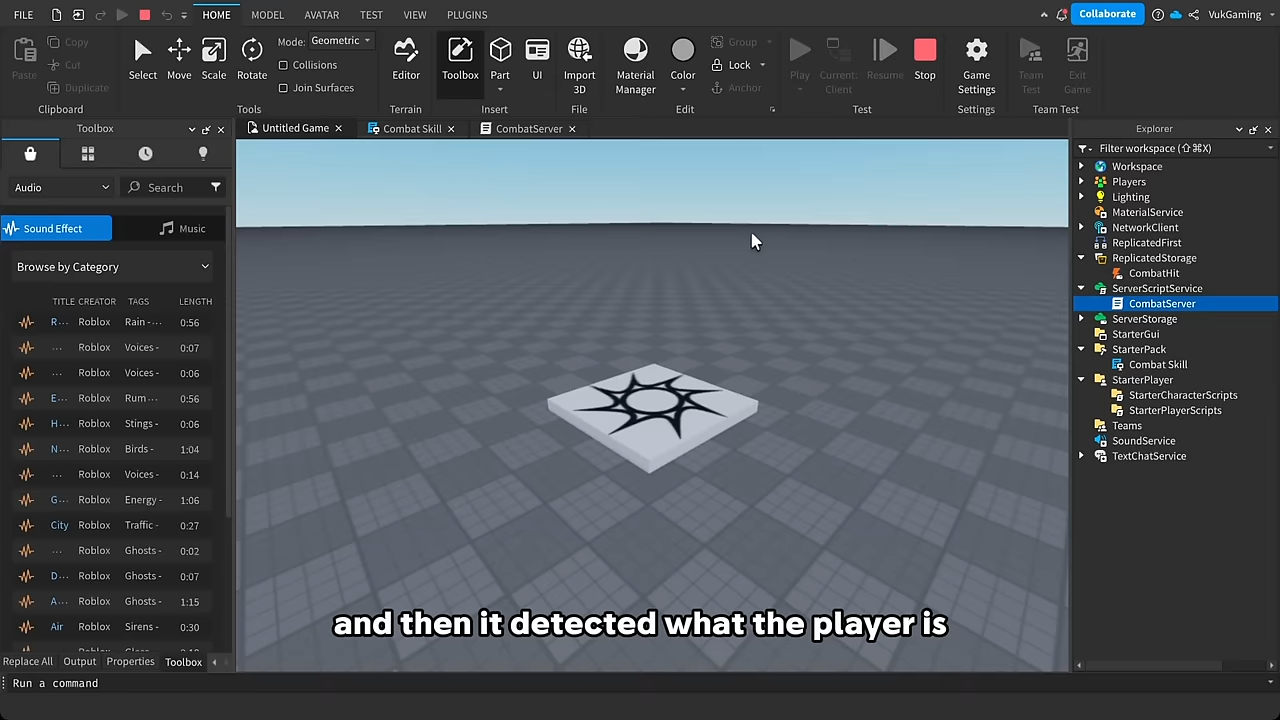 FILE HOME MODEL AVATAR TEST VIEW PLUGINS Collaborate VukGaming
Paste Copy Cut Duplicate Select Move Scale Rotate Mode: Geometric Collisions Join Surfaces Editor Toolbox Part UI Import 3D Material Manager Color Group Lock Anchor Play Current: Client Resume Stop Game Settings Team Test Exit Game
Clipboard Tools Terrain Insert File Edit Test Settings Team Test
Toolbox
Untitled Game Combat Skill CombatServer
Explorer
Audio Search
Sound Effect Music
Browse by Category
TITLE CREATOR TAGS LENGTH
R... Roblox Rain -... 0:56
... Roblox Voices - 0:07
... Roblox Voices - 0:06
E... Roblox Rum... 0:56
H... Roblox Stings - 0:06
N... Roblox Birds - 1:04
... Roblox Voices - 0:14
G... Roblox Energy - 1:06
City Roblox Traffic - 0:27
... Roblox Ghosts - 0:02
D... Roblox Ghosts - 0:07
A... Roblox Ghosts - 1:15
Air Roblox Sirens - 0:30
Replace All Output Properties Toolbox
Run a command
and then it detected what the player is
Filter workspace (⇧⌘X)
Workspace
Players
Lighting
MaterialService
NetworkClient
ReplicatedFirst
ReplicatedStorage
CombatHit
ServerScriptService
CombatServer
ServerStorage
StarterGui
StarterPack
Combat Skill
StarterPlayer
StarterCharacterScripts
StarterPlayerScripts
Teams
SoundService
TextChatService